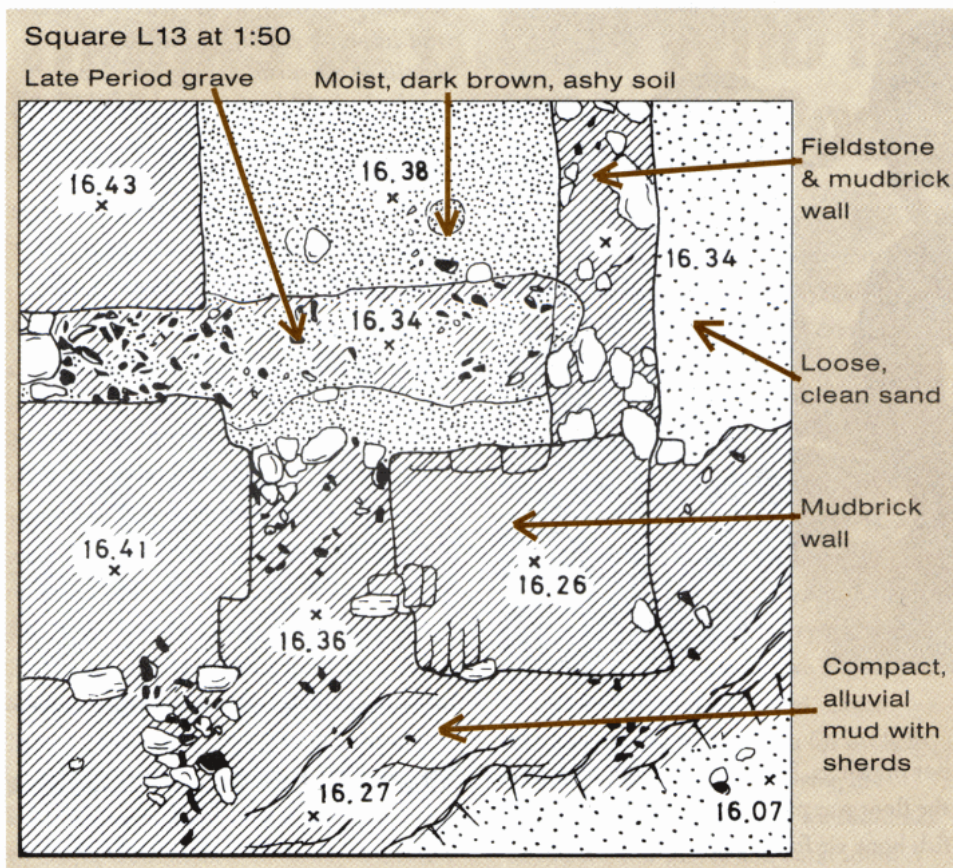 Square L13 at 1:50
Late Period grave
Moist, dark brown, ashy soil
16.43
16.38
Fieldstone
& mudbrick
wall
16.34
16.34
Loose,
clean sand
Mudbrick
wall
16.41
16.26
16.36
Compact,
alluvial
mud with
sherds
16.27
16.07